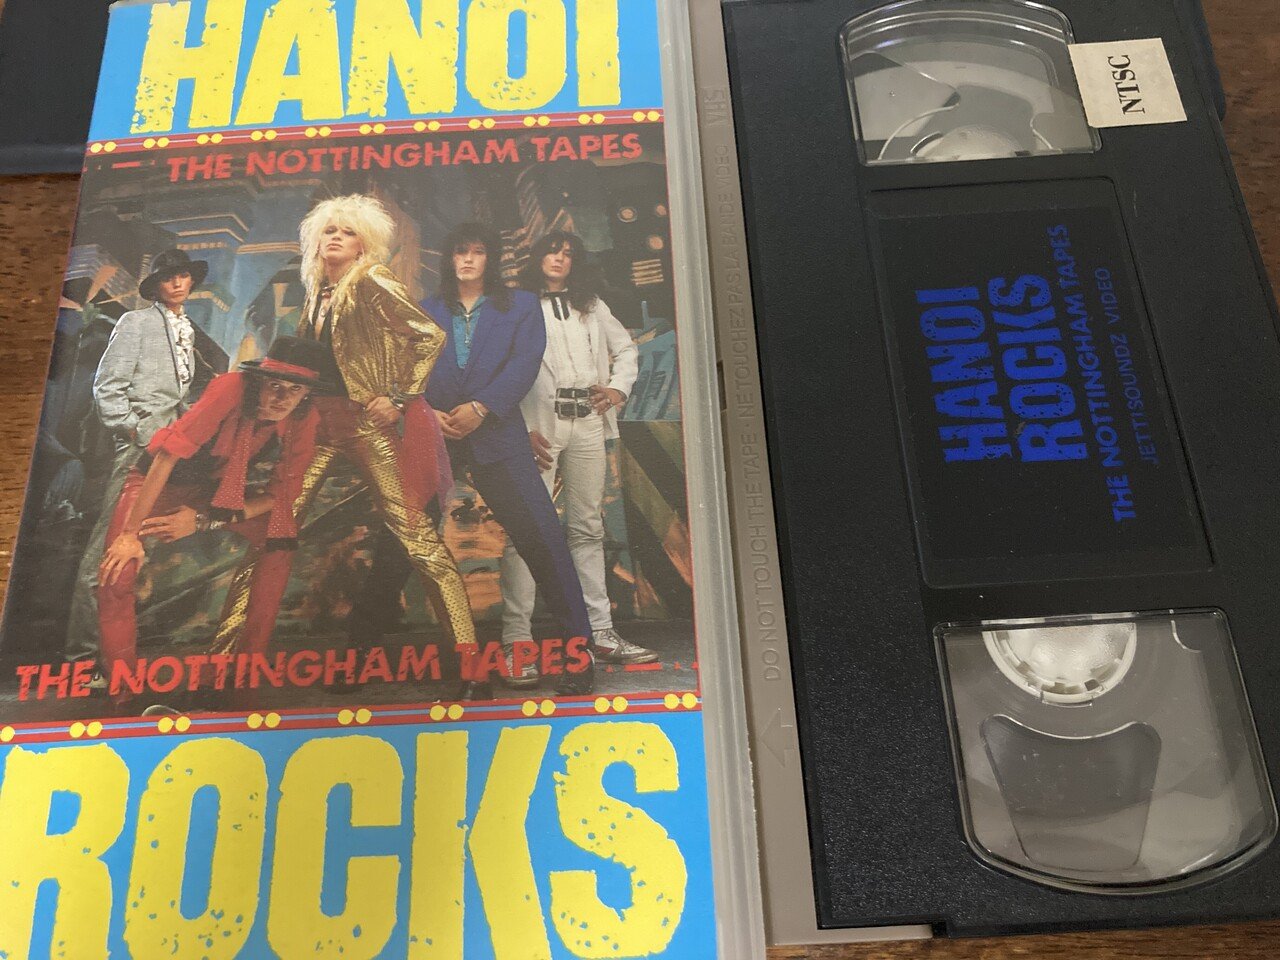 HANOI
THE NOTTINGHAM TAPES
THE NOTTINGHAM TAPES
ROCKS
VHS
DO NOT TOUCH THE TAPE · NE TOUCHEZ PAS LA BANDE VIDEO
NTSC
HANOI
ROCKS
THE NOTTINGHAM TAPES
JETTISOUNDZ VIDEO